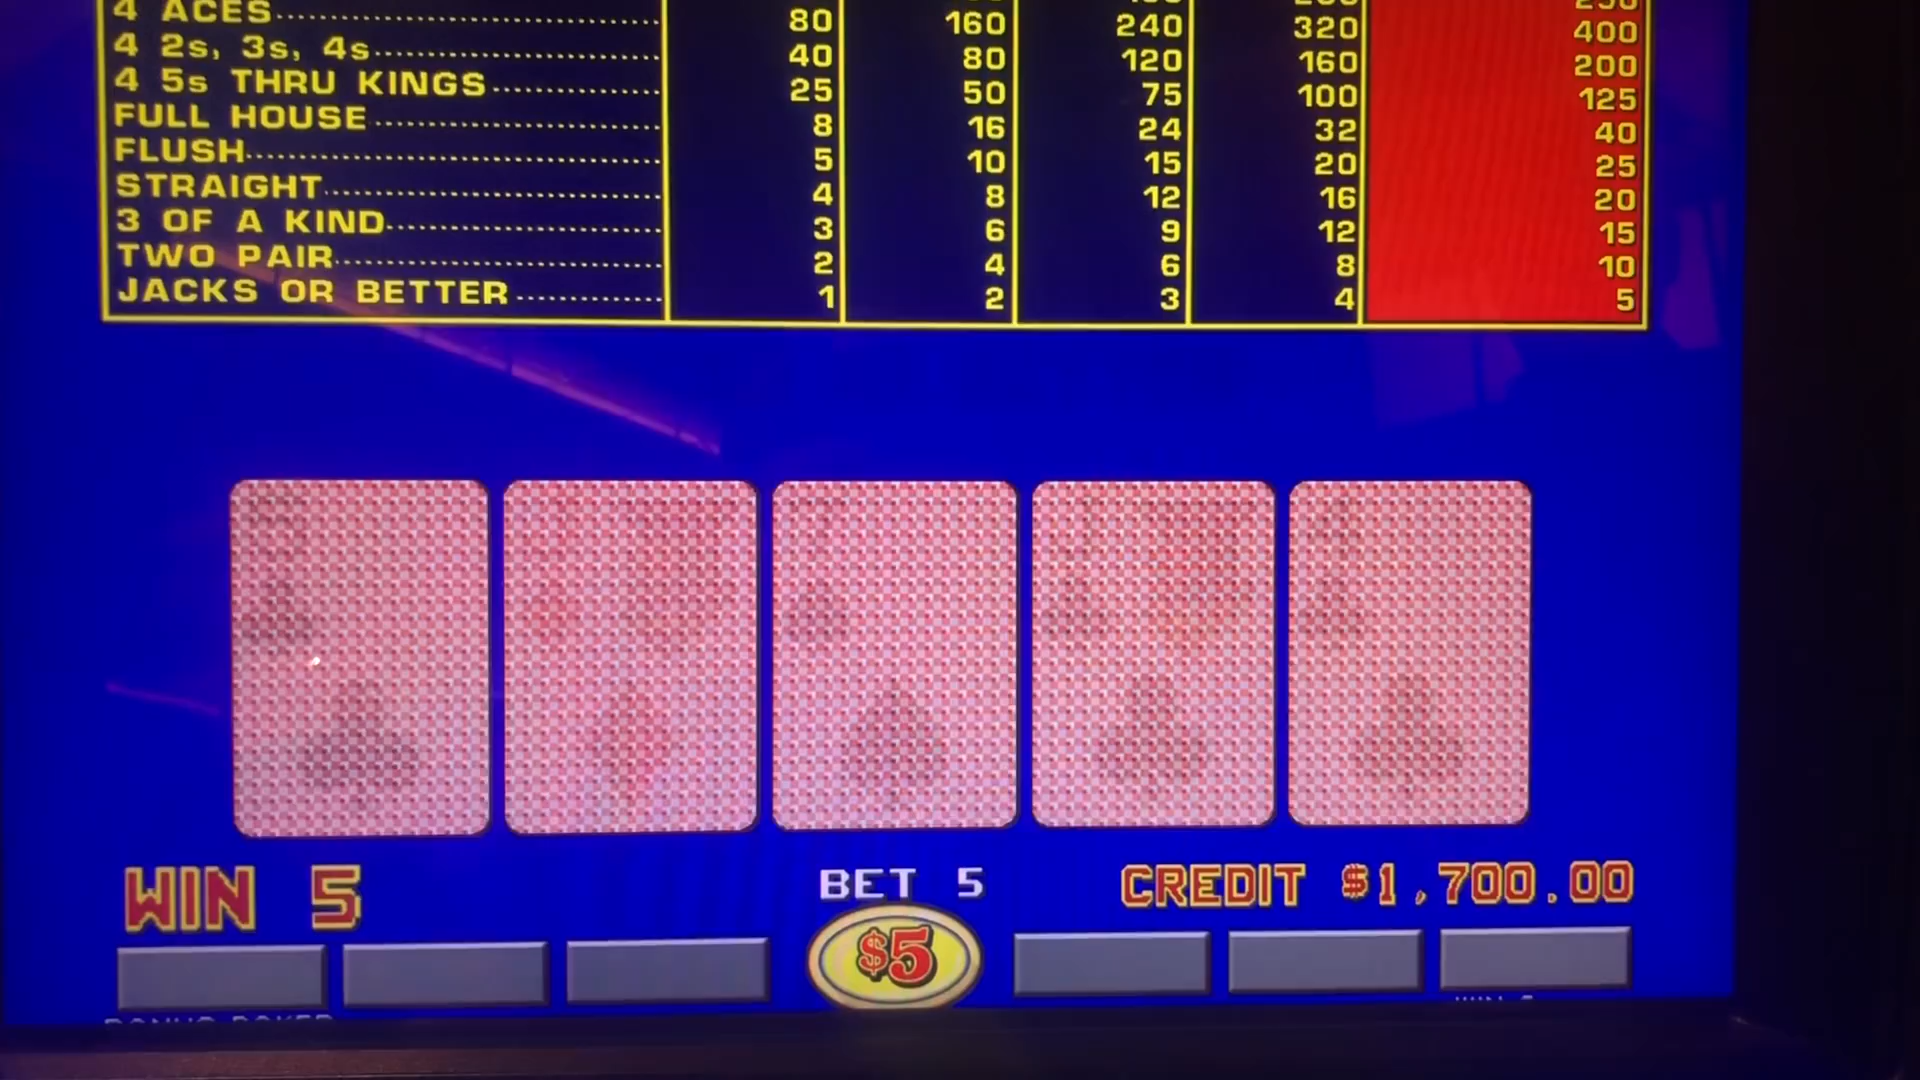 4 ACES 80 160 240 320 400
4 2s, 3s, 4s 40 80 120 160 200
4 5s THRU KINGS 25 50 75 100 125
FULL HOUSE 8 16 24 32 40
FLUSH 5 10 15 20 25
STRAIGHT 4 8 12 16 20
3 OF A KIND 3 6 9 12 15
TWO PAIR 2 4 6 8 10
JACKS OR BETTER 1 2 3 4 5
WIN 5 BET 5 CREDIT $1,700.00
$5